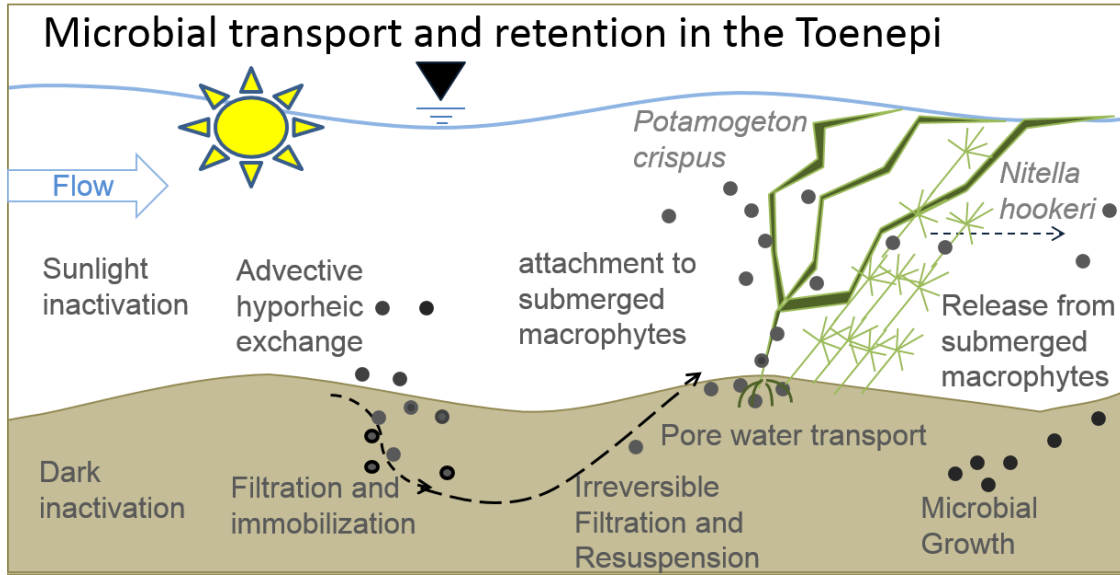 Microbial transport and retention in the Toenepi
Potamogeton
crispus
Flow
Nitella
hookeri
Sunlight
inactivation
Advective
hyporheic
exchange
attachment to
submerged
macrophytes
Release from
submerged
macrophytes
Pore water transport
Dark
inactivation
Filtration and
immobilization
Irreversible
Filtration and
Resuspension
Microbial
Growth